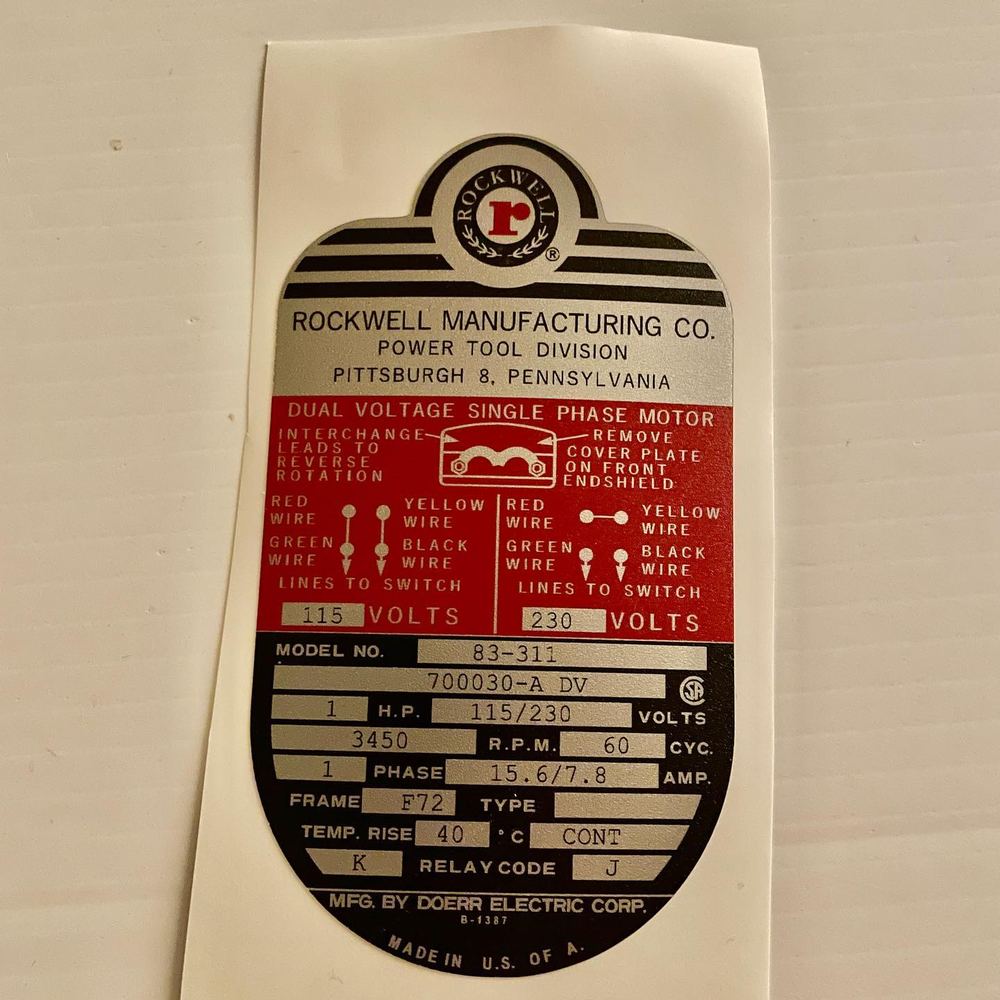 ROCKWELL
r
®
ROCKWELL MANUFACTURING CO.
POWER TOOL DIVISION
PITTSBURGH 8, PENNSYLVANIA
DUAL VOLTAGE SINGLE PHASE MOTOR
INTERCHANGE
LEADS TO
REVERSE
ROTATION
REMOVE
COVER PLATE
ON FRONT
ENDSHIELD
RED
WIRE
YELLOW
WIRE
GREEN
WIRE
BLACK
WIRE
LINES TO SWITCH
115 VOLTS
RED
WIRE
YELLOW
WIRE
GREEN
WIRE
BLACK
WIRE
LINES TO SWITCH
230 VOLTS
MODEL NO. 83-311
700030-A DV SA
1 H.P. 115/230 VOLTS
3450 R.P.M. 60 CYC.
1 PHASE 15.6/7.8 AMP.
FRAME F72 TYPE
TEMP. RISE 40 °C CONT
K RELAY CODE J
MFG. BY DOERR ELECTRIC CORP.
B-1387
MADE IN U.S. OF A.